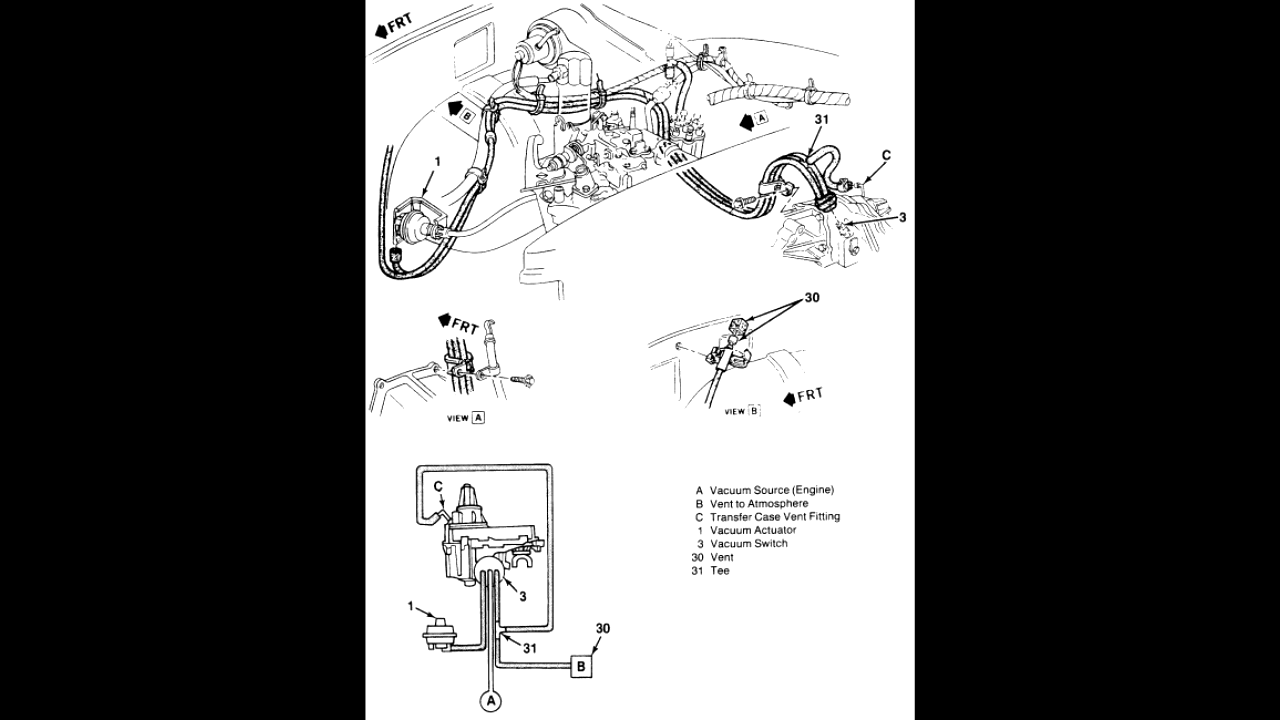 FRT
B
A
31
C
1
3
30
FRT
VIEW A
VIEW B
FRT
C
3
1
31
30
B
A
A Vacuum Source (Engine)
B Vent to Atmosphere
C Transfer Case Vent Fitting
1 Vacuum Actuator
3 Vacuum Switch
30 Vent
31 Tee